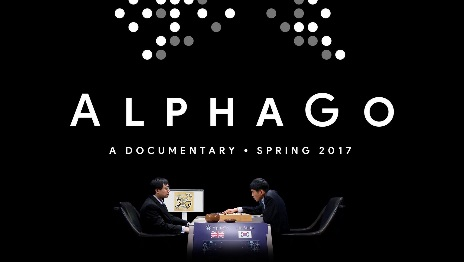 ALPHAGO
A DOCUMENTARY • SPRING 2017